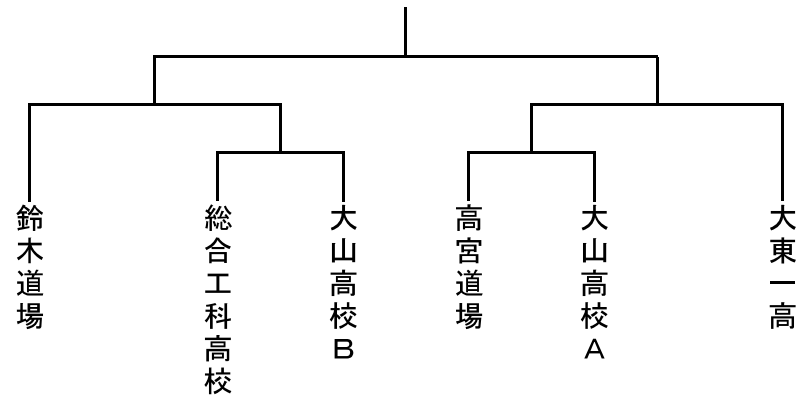 鈴木道場
総合工科高校
大山高校B
高宮道場
大山高校A
大東一高